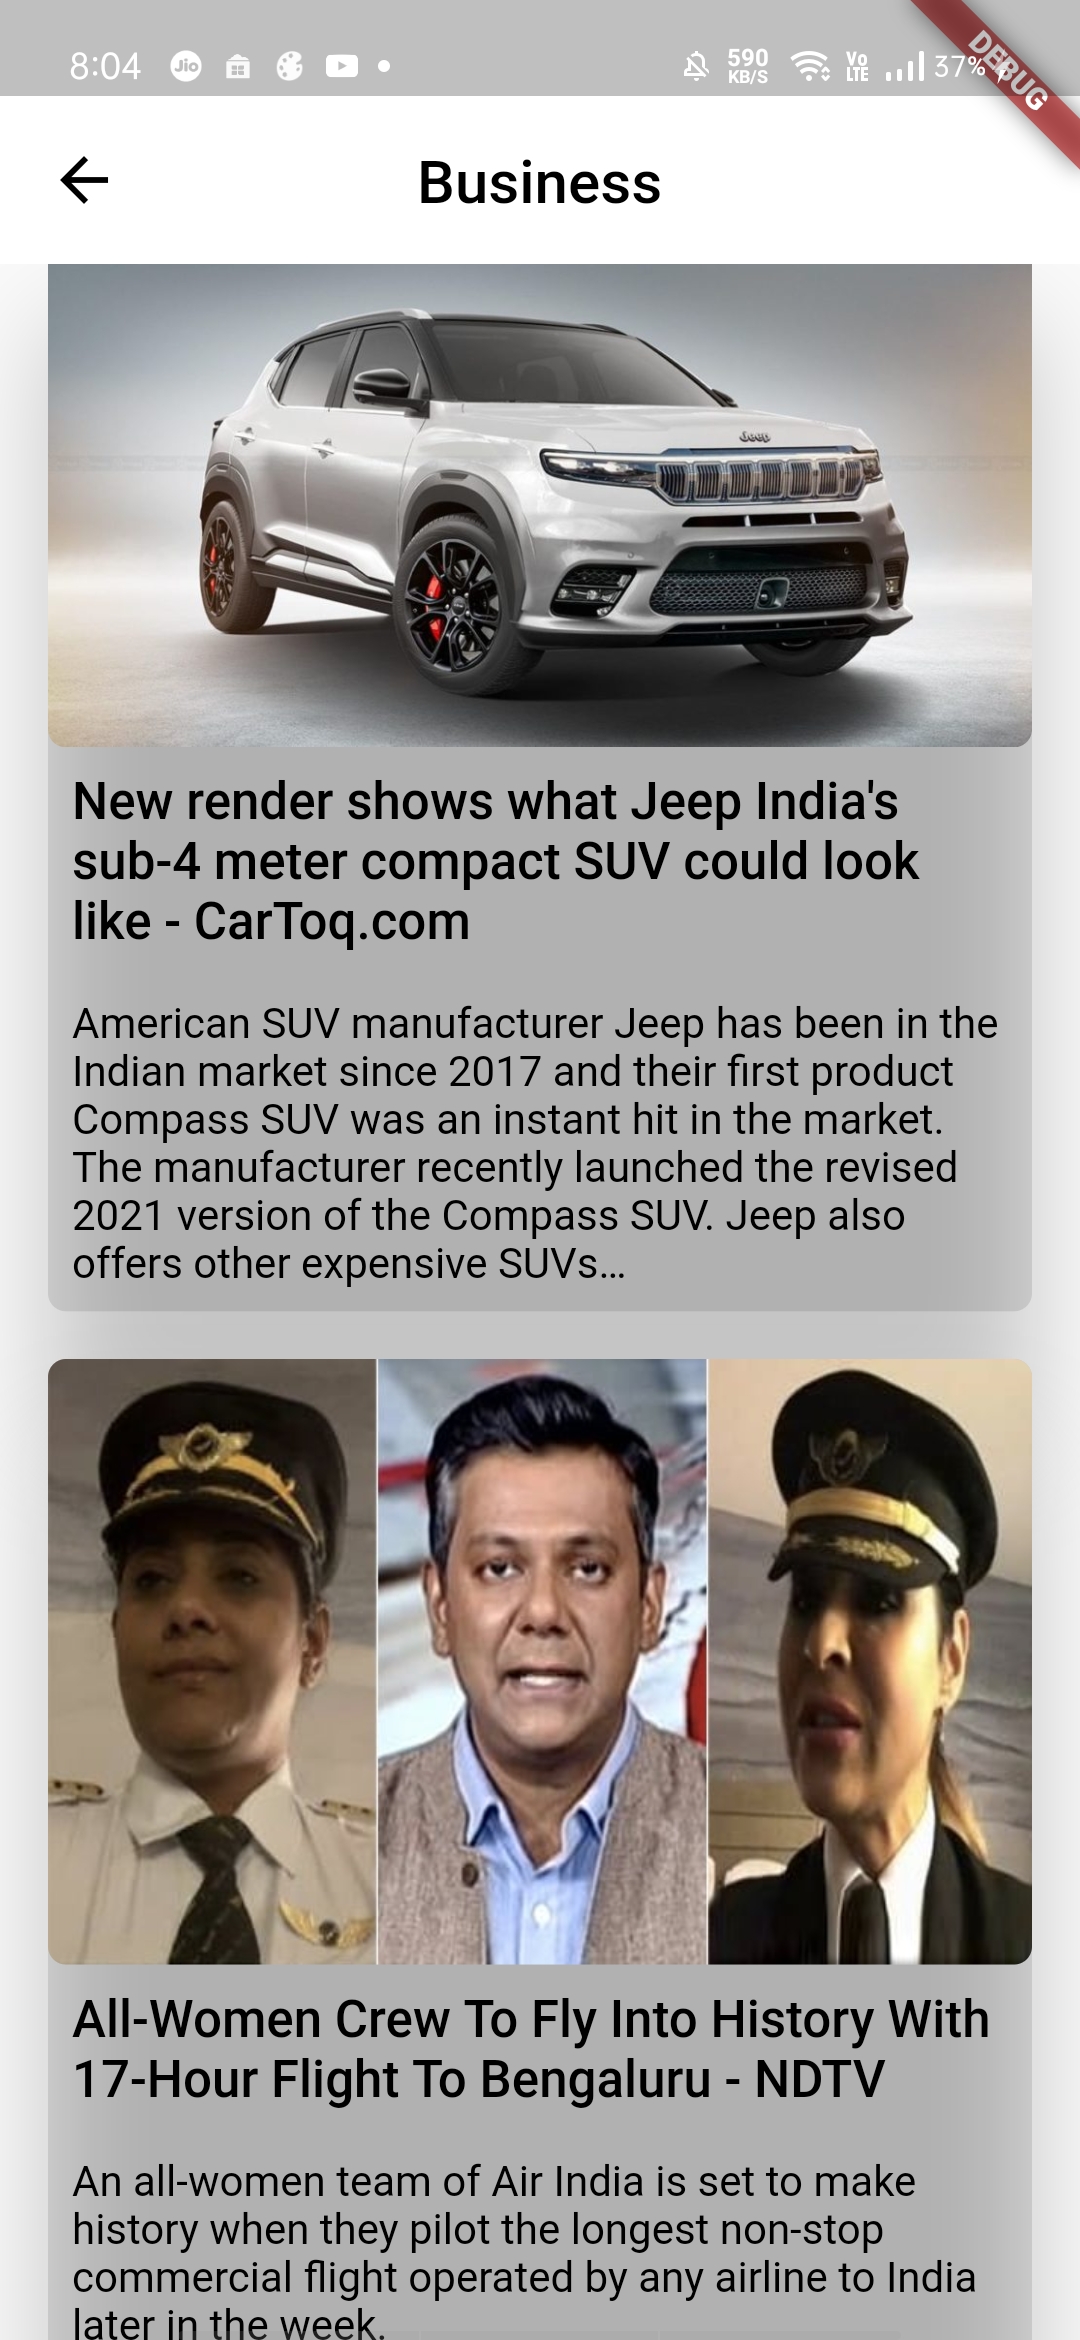 8:04 Jio 590 KB/S Vo LTE 37%
DEBUG
Business
Jeep
New render shows what Jeep India's
sub-4 meter compact SUV could look
like - CarToq.com
American SUV manufacturer Jeep has been in the
Indian market since 2017 and their first product
Compass SUV was an instant hit in the market.
The manufacturer recently launched the revised
2021 version of the Compass SUV. Jeep also
offers other expensive SUVs…
All-Women Crew To Fly Into History With
17-Hour Flight To Bengaluru - NDTV
An all-women team of Air India is set to make
history when they pilot the longest non-stop
commercial flight operated by any airline to India
later in the week.